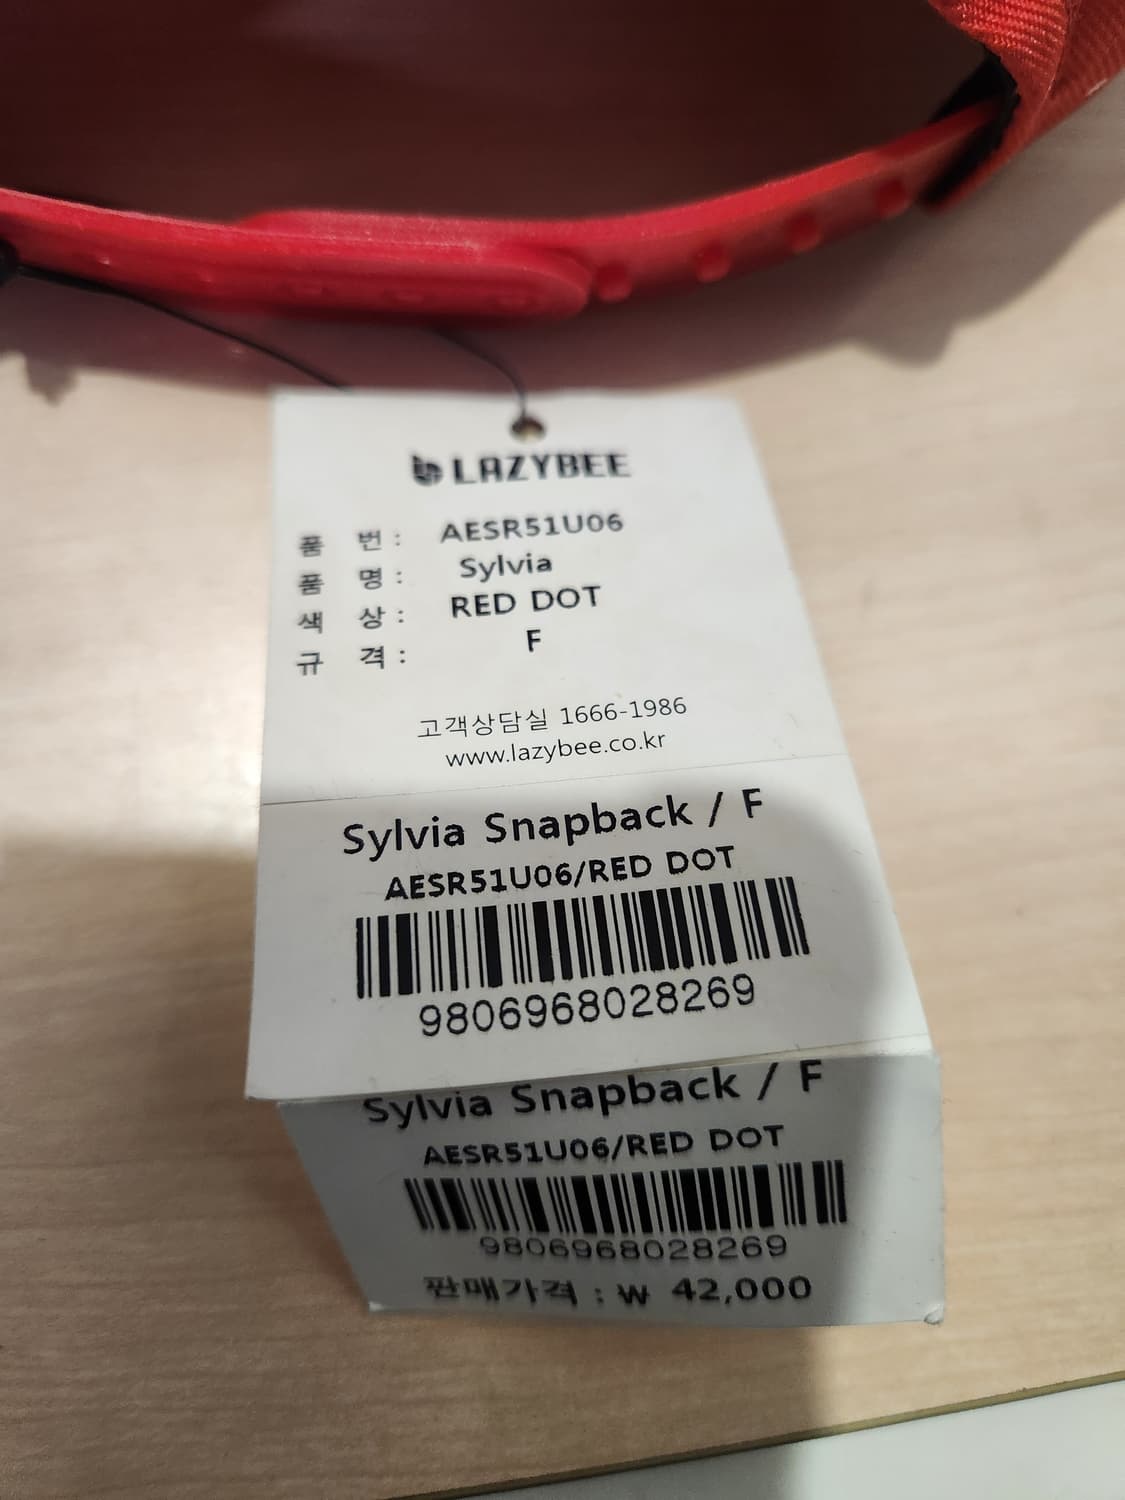 LAZYBEE
품 번 : AESR51U06
품 명 : Sylvia
색 상 : RED DOT
규 격 : F
고객상담실 1666-1986
www.lazybee.co.kr
Sylvia Snapback / F
AESR51U06/RED DOT
9806968028269
Sylvia Snapback / F
AESR51U06/RED DOT
9806968028269
판매가격 : ₩ 42,000